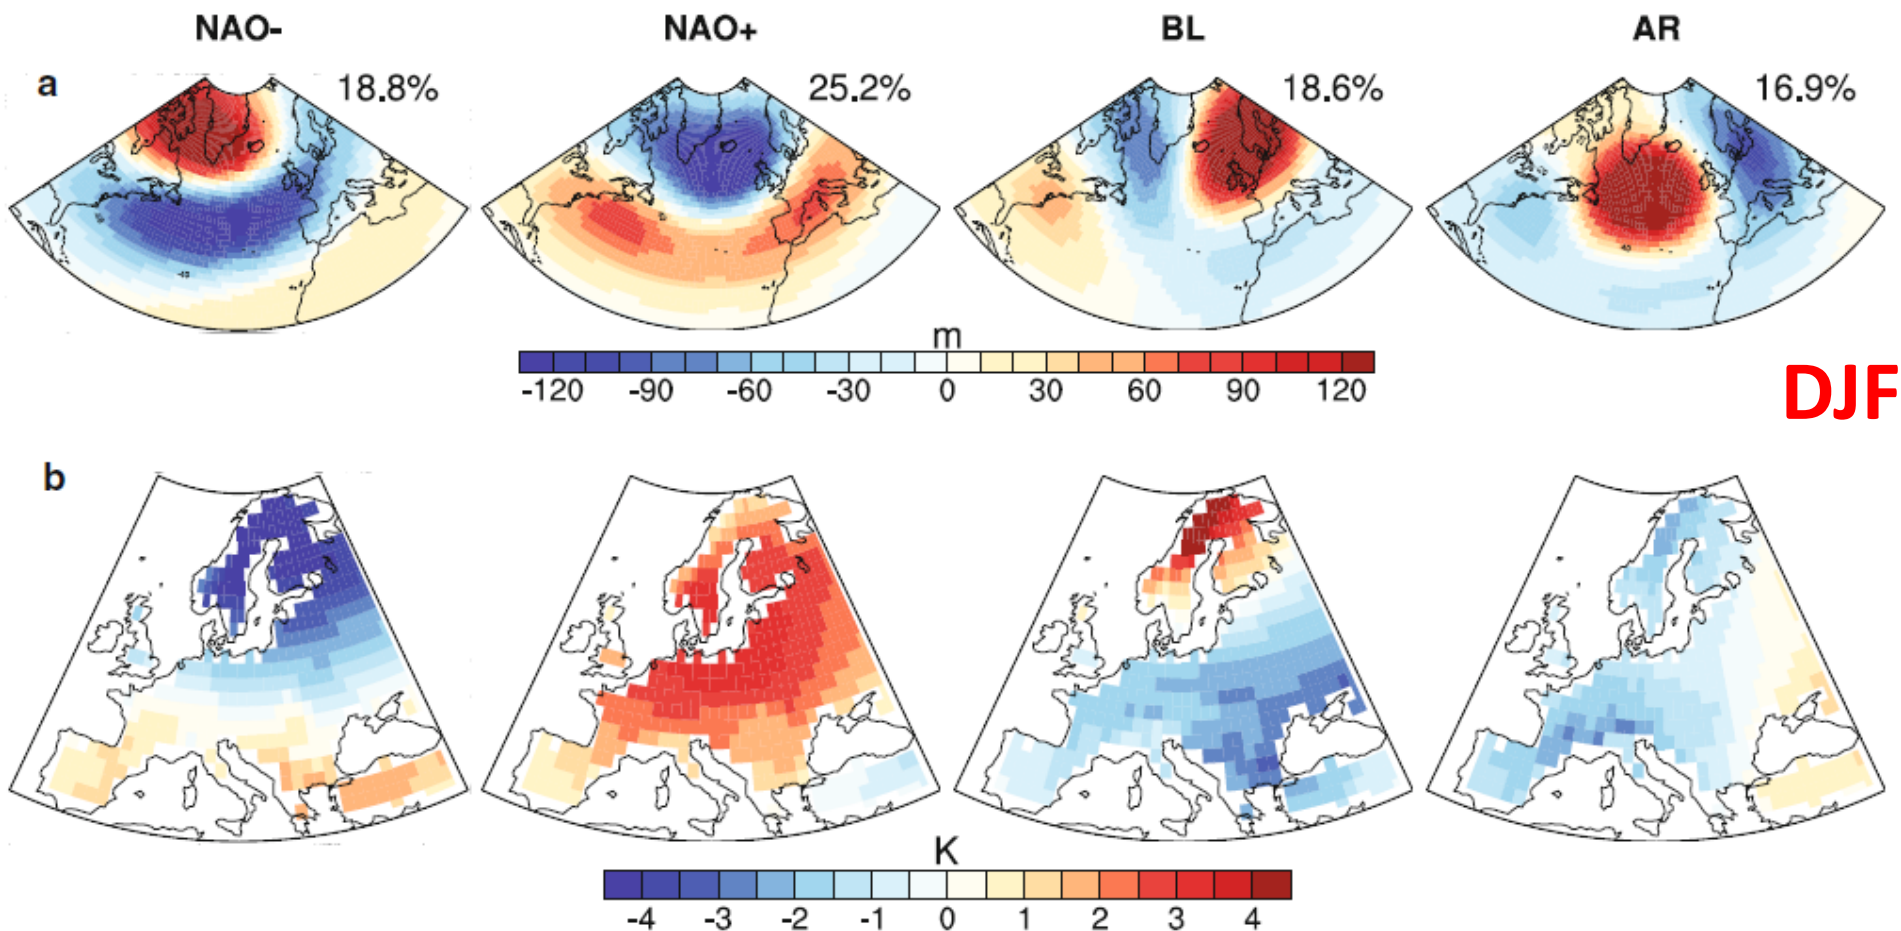 NAO- NAO+ BL AR
a 18.8% 25.2% 18.6% 16.9%
m
-120 -90 -60 -30 0 30 60 90 120
DJF
b
K
-4 -3 -2 -1 0 1 2 3 4